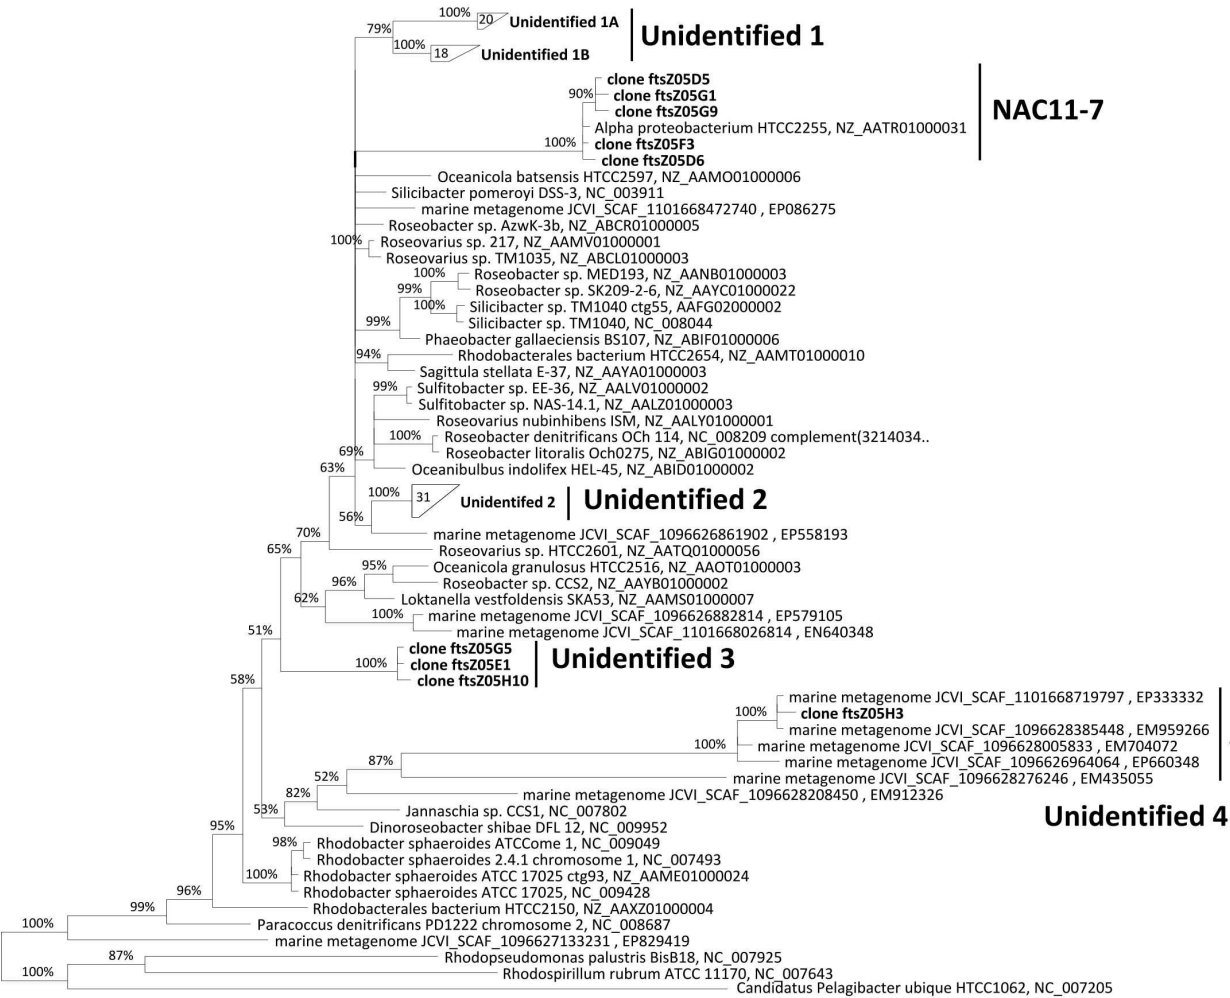 100% 20 Unidentified 1A
79% Unidentified 1
100% 18 Unidentified 1B
clone ftsZ05D5
90% clone ftsZ05G1
clone ftsZ05G9
NAC11-7
Alpha proteobacterium HTCC2255, NZ_AATR01000031
100% clone ftsZ05F3
clone ftsZ05D6
Oceanicola batsensis HTCC2597, NZ_AAMO01000006
Silicibacter pomeroyi DSS-3, NC_003911
marine metagenome JCVI_SCAF_1101668472740 , EP086275
Roseobacter sp. AzwK-3b, NZ_ABCR01000005
100% Roseovarius sp. 217, NZ_AAMV01000001
Roseovarius sp. TM1035, NZ_ABCL01000003
100% Roseobacter sp. MED193, NZ_AANB01000003
99% Roseobacter sp. SK209-2-6, NZ_AAYC01000022
100% Silicibacter sp. TM1040 ctg55, AAFG02000002
99% Silicibacter sp. TM1040, NC_008044
Phaeobacter gallaeciensis BS107, NZ_ABIF01000006
94% Rhodobacterales bacterium HTCC2654, NZ_AAMT01000010
Sagittula stellata E-37, NZ_AAYA01000003
99% Sulfitobacter sp. EE-36, NZ_AALV01000002
Sulfitobacter sp. NAS-14.1, NZ_AALZ01000003
Roseovarius nubinhibens ISM, NZ_AALY01000001
100% Roseobacter denitrificans OCh 114, NC_008209 complement(3214034..
69% Roseobacter litoralis Och0275, NZ_ABIG01000002
63% Oceanibulbus indolifex HEL-45, NZ_ABID01000002
100% 31 Unidentifed 2 Unidentified 2
56%
70% marine metagenome JCVI_SCAF_1096626861902 , EP558193
65% Roseovarius sp. HTCC2601, NZ_AATQ01000056
95% Oceanicola granulosus HTCC2516, NZ_AAOT01000003
96% Roseobacter sp. CCS2, NZ_AAYB01000002
62% Loktanella vestfoldensis SKA53, NZ_AAMS01000007
100% marine metagenome JCVI_SCAF_1096626882814 , EP579105
51% marine metagenome JCVI_SCAF_1101668026814 , EN640348
clone ftsZ05G5
100% clone ftsZ05E1 Unidentified 3
58% clone ftsZ05H10
marine metagenome JCVI_SCAF_1101668719797 , EP333332
100% clone ftsZ05H3
marine metagenome JCVI_SCAF_1096628385448 , EM959266
100% marine metagenome JCVI_SCAF_1096628005833 , EM704072
87% marine metagenome JCVI_SCAF_1096626964064 , EP660348
52% marine metagenome JCVI_SCAF_1096628276246 , EM435055
82% marine metagenome JCVI_SCAF_1096628208450 , EM912326
53% Jannaschia sp. CCS1, NC_007802
Unidentified 4
95% Dinoroseobacter shibae DFL 12, NC_009952
98% Rhodobacter sphaeroides ATCCome 1, NC_009049
Rhodobacter sphaeroides 2.4.1 chromosome 1, NC_007493
100% Rhodobacter sphaeroides ATCC 17025 ctg93, NZ_AAME01000024
96% Rhodobacter sphaeroides ATCC 17025, NC_009428
99% Rhodobacterales bacterium HTCC2150, NZ_AAXZ01000004
100% Paracoccus denitrificans PD1222 chromosome 2, NC_008687
marine metagenome JCVI_SCAF_1096627133231 , EP829419
87% Rhodopseudomonas palustris BisB18, NC_007925
100% Rhodospirillum rubrum ATCC 11170, NC_007643
Candidatus Pelagibacter ubique HTCC1062, NC_007205